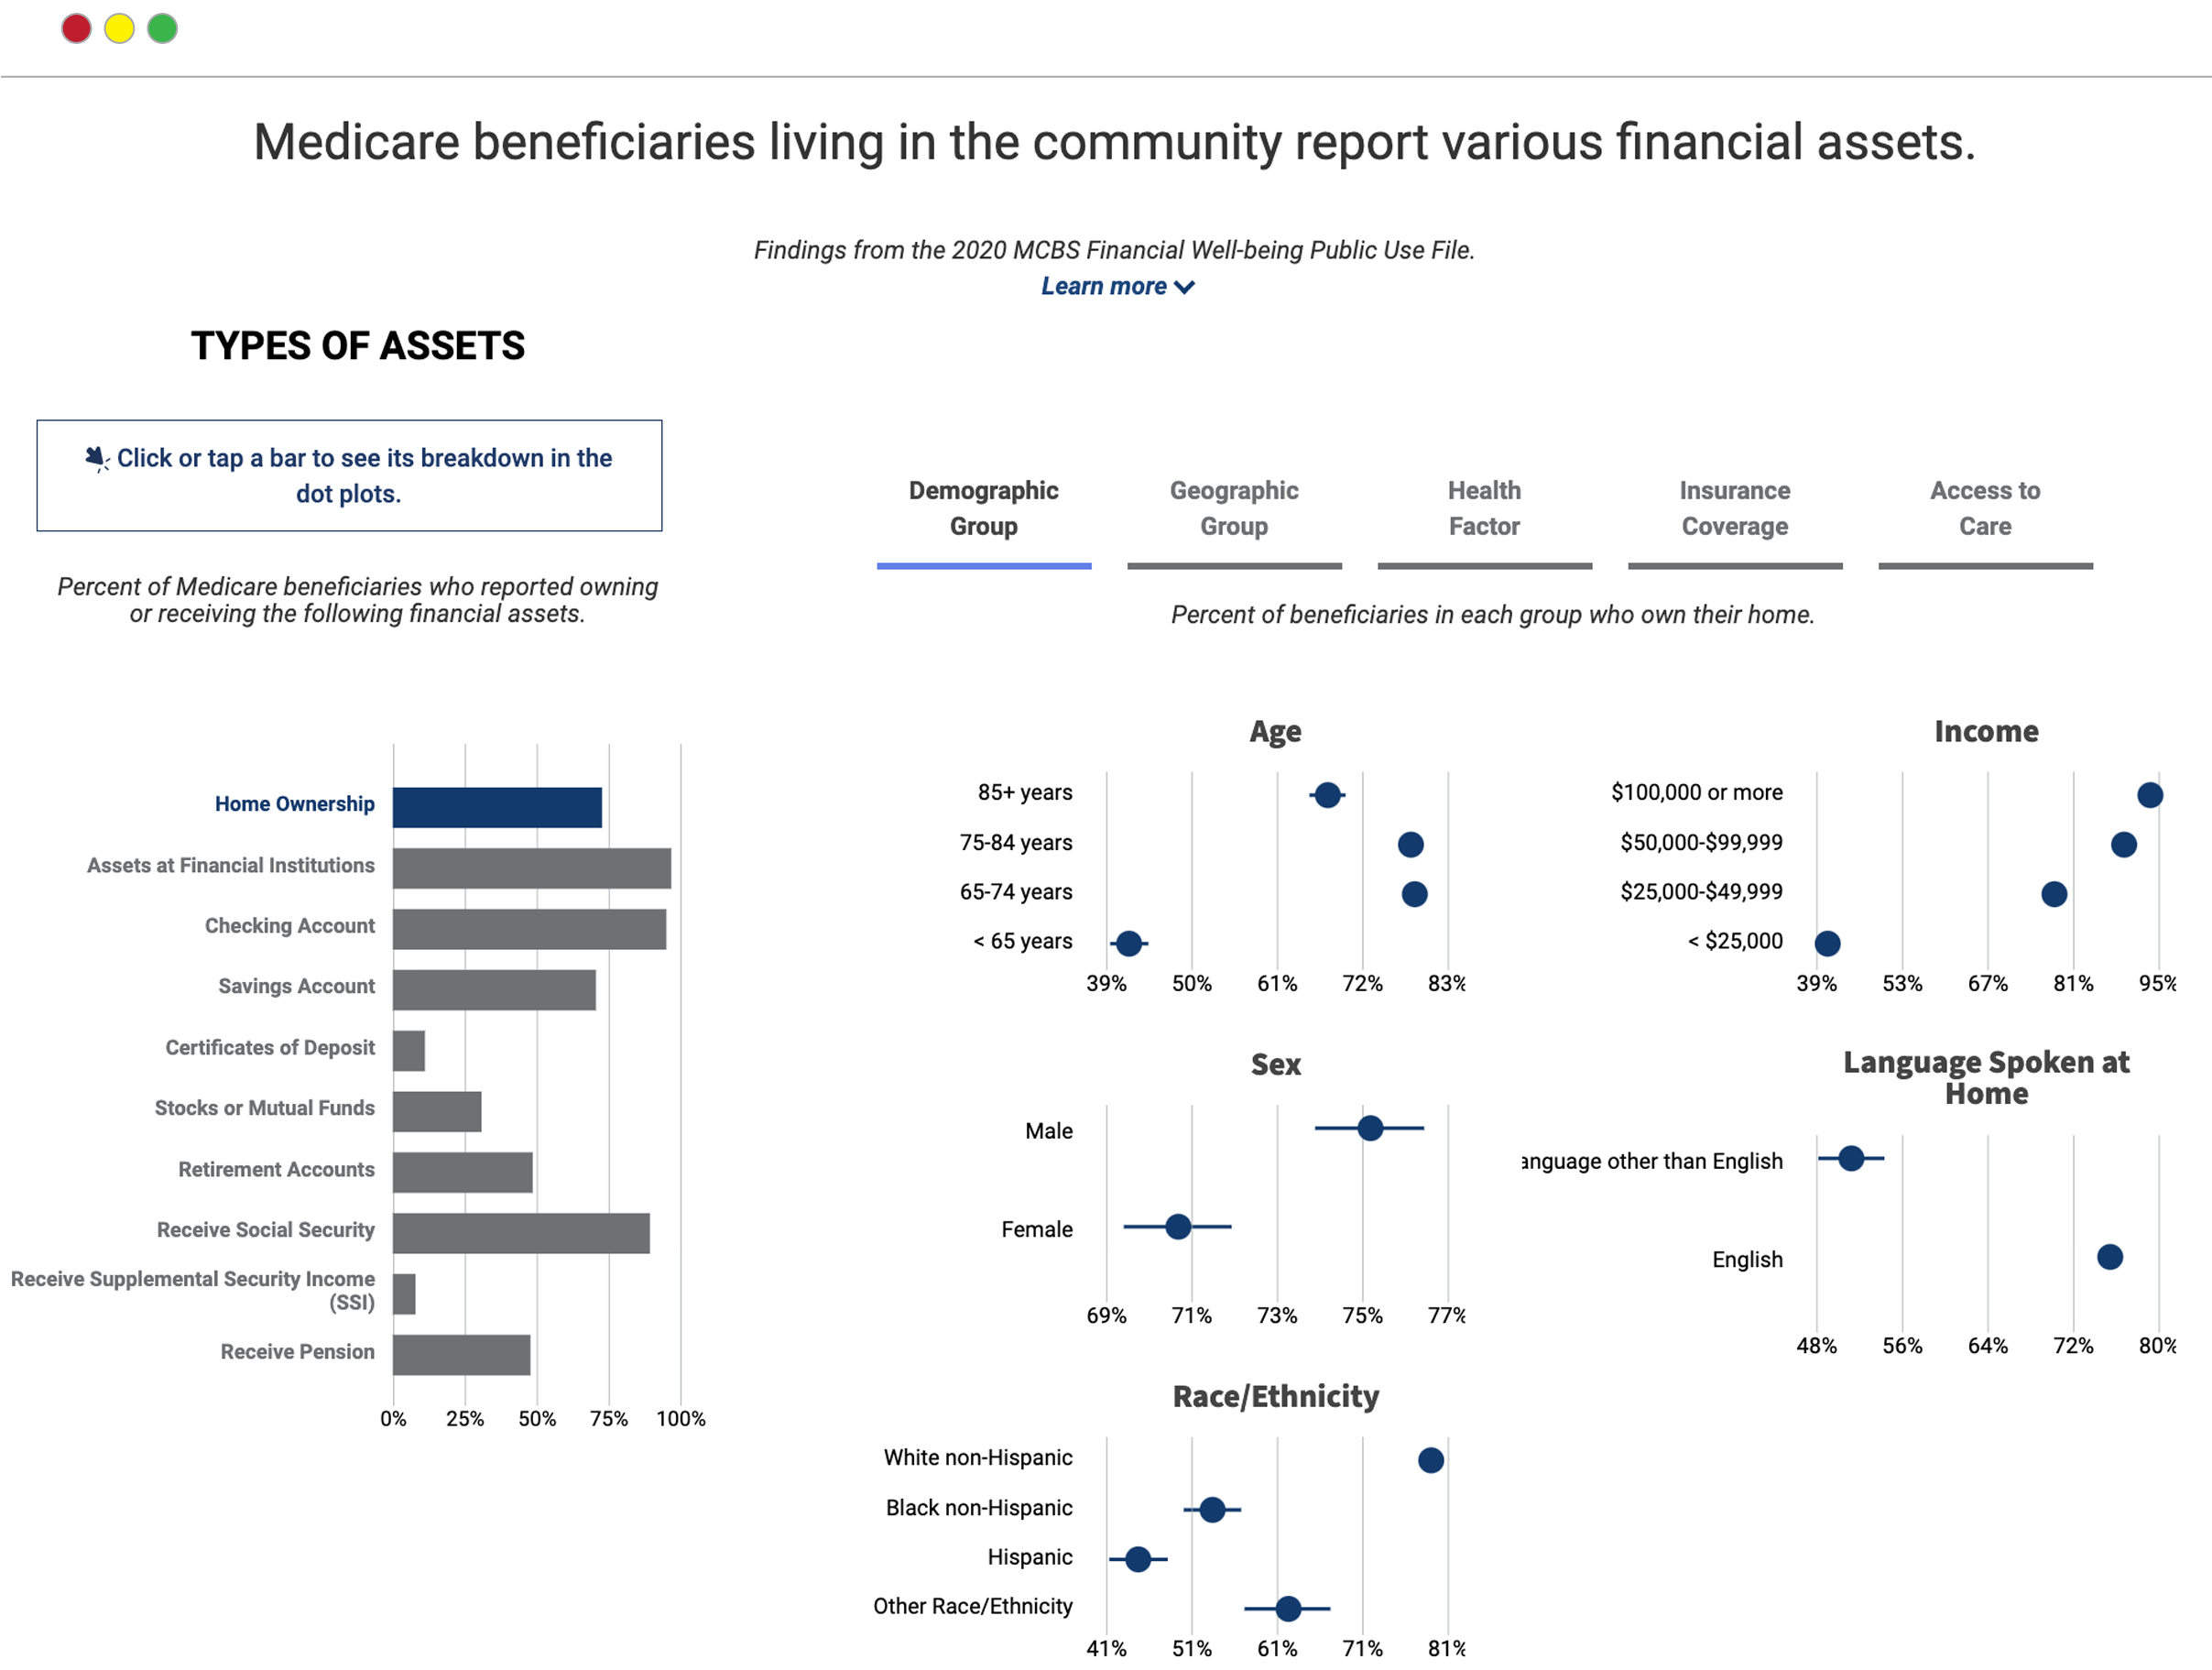 Medicare beneficiaries living in the community report various financial assets.
Findings from the 2020 MCBS Financial Well-being Public Use File.
Learn more
TYPES OF ASSETS
Click or tap a bar to see its breakdown in the
dot plots.
Percent of Medicare beneficiaries who reported owning
or receiving the following financial assets.
Home Ownership
Assets at Financial Institutions
Checking Account
Savings Account
Certificates of Deposit
Stocks or Mutual Funds
Retirement Accounts
Receive Social Security
Receive Supplemental Security Income
(SSI)
Receive Pension
0% 25% 50% 75% 100%
Demographic
Group
Geographic
Group
Health
Factor
Insurance
Coverage
Access to
Care
Percent of beneficiaries in each group who own their home.
Age
85+ years
75-84 years
65-74 years
< 65 years
39% 50% 61% 72% 83%
Income
$100,000 or more
$50,000-$99,999
$25,000-$49,999
< $25,000
39% 53% 67% 81% 95%
Sex
Male
Female
69% 71% 73% 75% 77%
Language Spoken at
Home
anguage other than English
English
48% 56% 64% 72% 80%
Race/Ethnicity
White non-Hispanic
Black non-Hispanic
Hispanic
Other Race/Ethnicity
41% 51% 61% 71% 81%